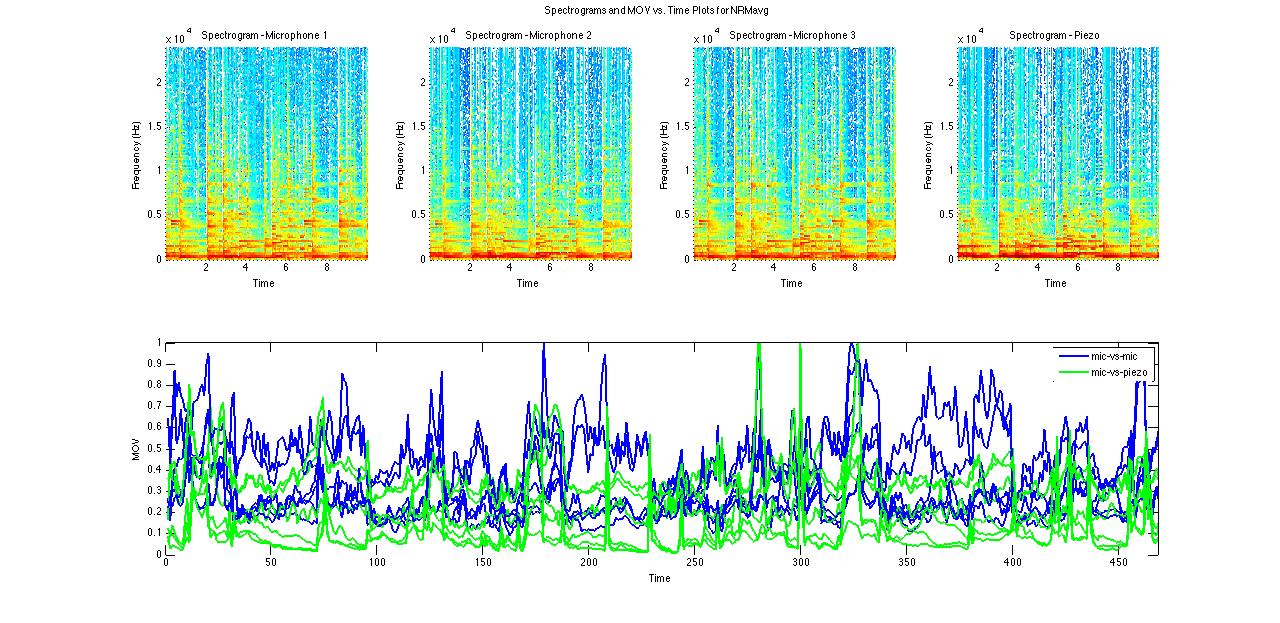 Spectrograms and MOV vs. Time Plots for NRMavg
Spectrogram - Microphone 1
x 10 4
2
1.5
1
0.5
0
2 4 6 8
Frequency (Hz)
Time
Spectrogram - Microphone 2
x 10 4
2
1.5
1
0.5
0
2 4 6 8
Frequency (Hz)
Time
Spectrogram - Microphone 3
x 10 4
2
1.5
1
0.5
0
2 4 6 8
Frequency (Hz)
Time
Spectrogram - Piezo
x 10 4
2
1.5
1
0.5
0
2 4 6 8
Frequency (Hz)
Time
1
0.9
0.8
0.7
0.6
0.5
0.4
0.3
0.2
0.1
0
MOV
mic-vs-mic
mic-vs-piezo
0 50 100 150 200 250 300 350 400 450
Time